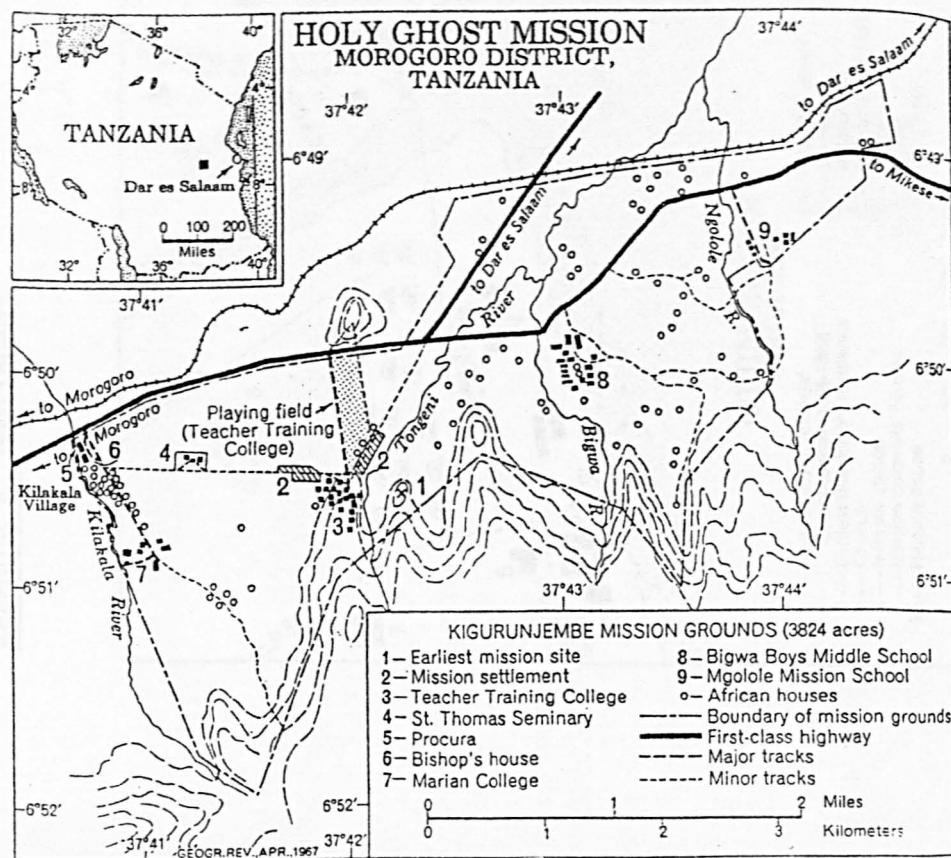 HOLY GHOST MISSION
MOROGORO DISTRICT,
TANZANIA
32° 36° 40°
4° 4°
TANZANIA
Dar es Salaam
8° 8°
0 100 200
Miles
32° 36° 40°
37°42' 37°43' 37°44'
6°49' 6°43'
to Dar es Salaam
to Mikese
to Dar es Salaam
Ngolole
R.
9
37°41'
River
6°50' 6°50'
to Morogoro
Morogoro
to
Playing field
(Teacher Training
College)
Tongeni
Bigwa
R.
8
5 6 4 2 2 1
3
Kilakala
Village
Kilakala
River
7
6°51' 6°51'
37°43' 37°44'
KIGURUNJEMBE MISSION GROUNDS (3824 acres)
1– Earliest mission site
2– Mission settlement
3– Teacher Training College
4– St. Thomas Seminary
5– Procura
6– Bishop's house
7– Marian College
8– Bigwa Boys Middle School
9– Mgolole Mission School
African houses
Boundary of mission grounds
First-class highway
Major tracks
Minor tracks
0 1 2 Miles
0 1 2 3 Kilometers
6°52' 6°52'
37°41' 37°42'
GEOGR. REV., APR., 1967